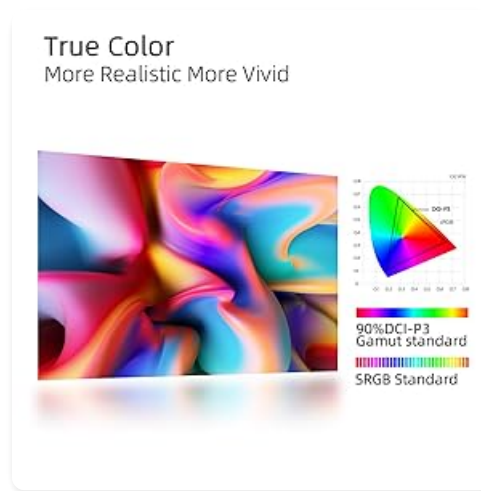 True Color
More Realistic More Vivid
DCI-P3
sRGB
90%DCI-P3
Gamut standard
SRGB Standard